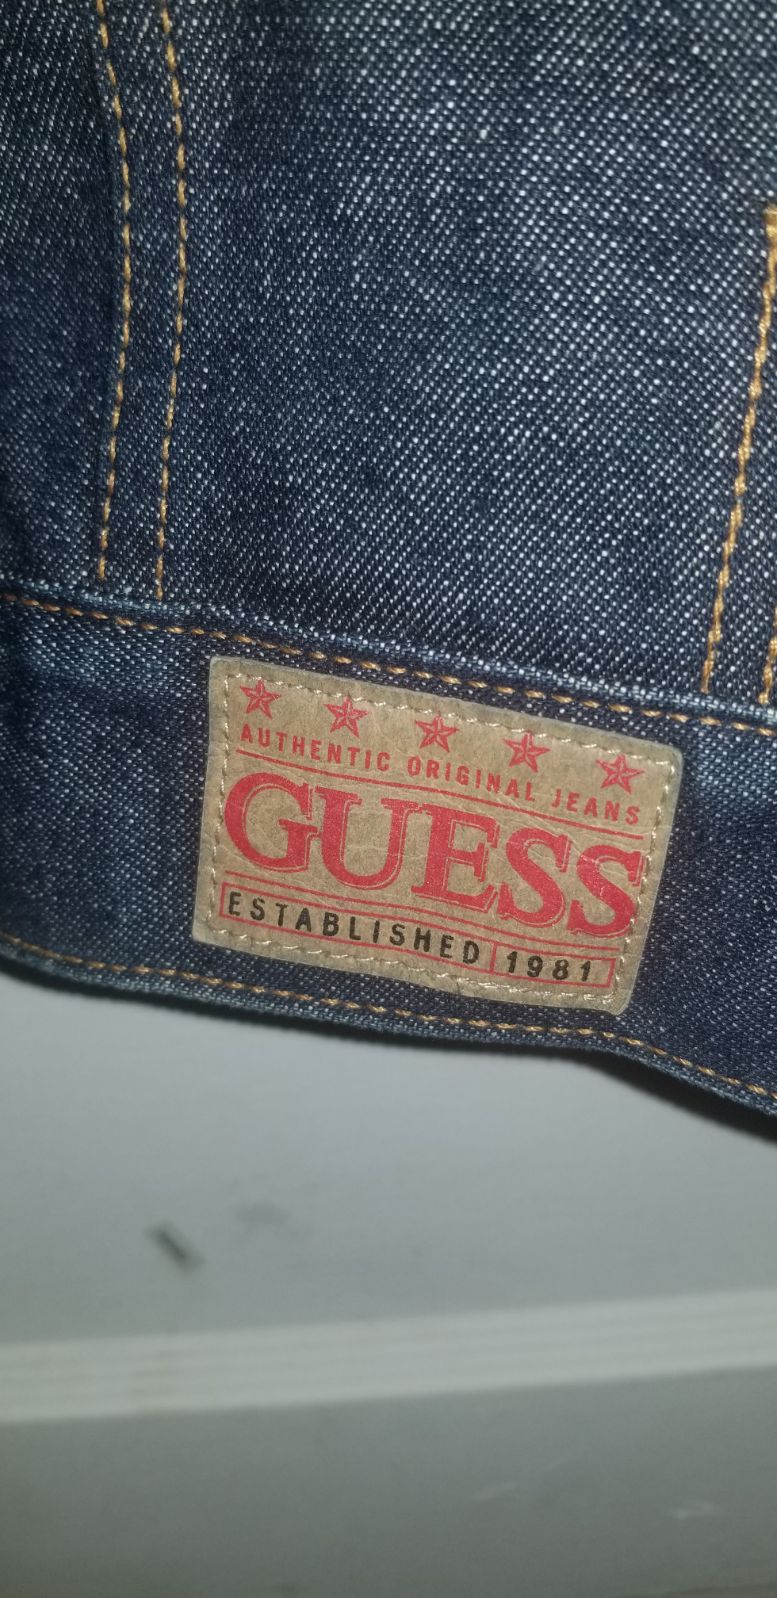 AUTHENTIC ORIGINAL JEANS
GUESS
ESTABLISHED 1981